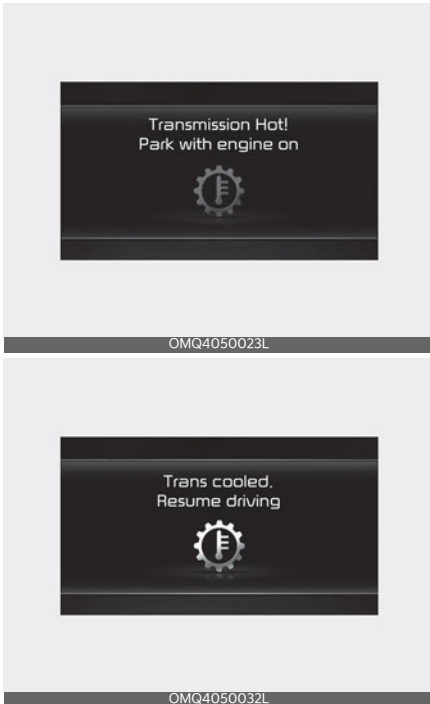 Transmission Hot!
Park with engine on
OMQ4050023L
Trans cooled,
Resume driving
OMQ4050032L